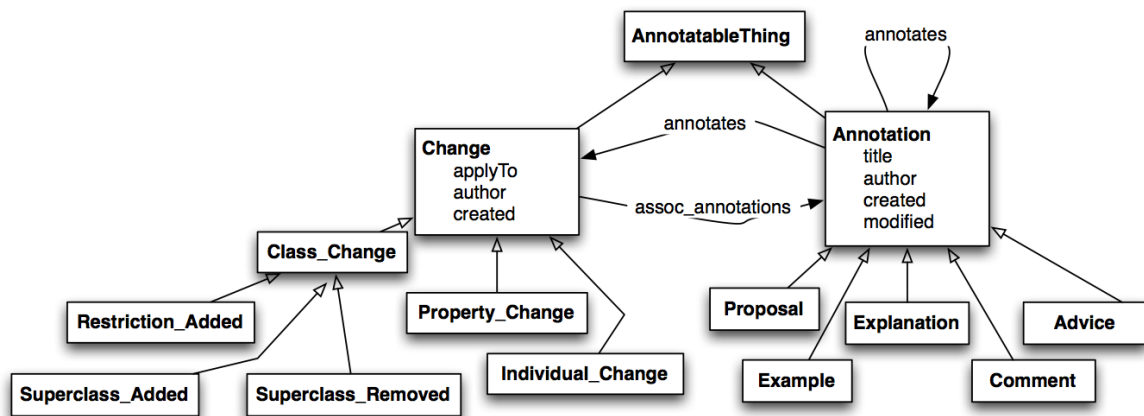 AnnotatableThing
annotates
annotates
Change
applyTo
author
created
Annotation
title
author
created
modified
assoc_annotations
Class_Change
Restriction_Added
Property_Change
Proposal
Explanation
Advice
Superclass_Added
Superclass_Removed
Individual_Change
Example
Comment